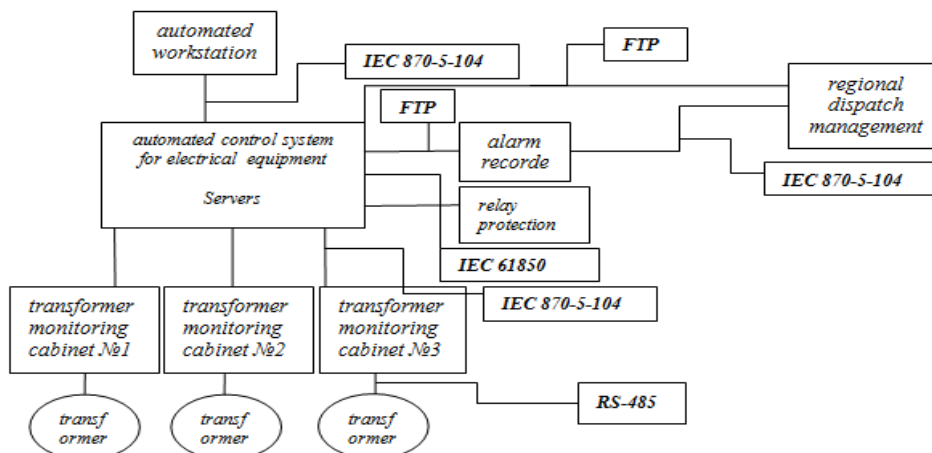 automated
workstation
IEC 870-5-104
FTP
FTP
regional
dispatch
management
automated control system
for electrical equipment
Servers
alarm
recorde
IEC 870-5-104
relay
protection
IEC 61850
IEC 870-5-104
transformer
monitoring
cabinet №1
transformer
monitoring
cabinet №2
transformer
monitoring
cabinet №3
RS-485
transf
ormer
transf
ormer
transf
ormer